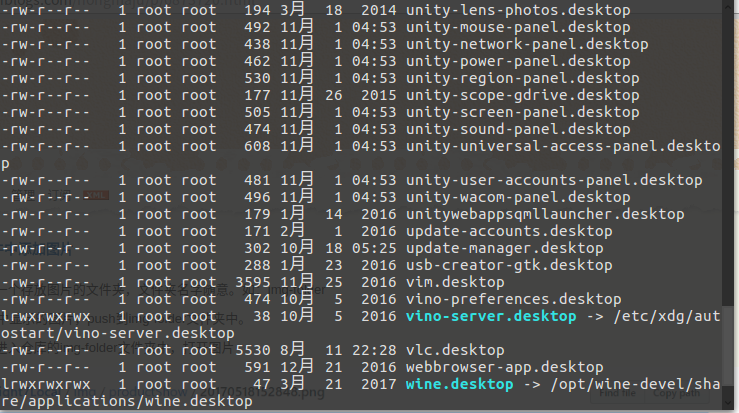 -rw-r--r-- 1 root root 194 3月 18 2014 unity-lens-photos.desktop
-rw-r--r-- 1 root root 492 11月 1 04:53 unity-mouse-panel.desktop
-rw-r--r-- 1 root root 438 11月 1 04:53 unity-network-panel.desktop
-rw-r--r-- 1 root root 462 11月 1 04:53 unity-power-panel.desktop
-rw-r--r-- 1 root root 530 11月 1 04:53 unity-region-panel.desktop
-rw-r--r-- 1 root root 177 11月 26 2015 unity-scope-gdrive.desktop
-rw-r--r-- 1 root root 505 11月 1 04:53 unity-screen-panel.desktop
-rw-r--r-- 1 root root 474 11月 1 04:53 unity-sound-panel.desktop
-rw-r--r-- 1 root root 608 11月 1 04:53 unity-universal-access-panel.deskto
p
-rw-r--r-- 1 root root 481 11月 1 04:53 unity-user-accounts-panel.desktop
-rw-r--r-- 1 root root 496 11月 1 04:53 unity-wacom-panel.desktop
-rw-r--r-- 1 root root 179 1月 14 2016 unitywebappsqmllauncher.desktop
-rw-r--r-- 1 root root 171 2月 1 2016 update-accounts.desktop
-rw-r--r-- 1 root root 302 10月 18 05:25 update-manager.desktop
-rw-r--r-- 1 root root 288 1月 23 2016 usb-creator-gtk.desktop
-rw-r--r-- 1 root root 3595 11月 25 2016 vim.desktop
-rw-r--r-- 1 root root 474 10月 5 2016 vino-preferences.desktop
lrwxrwxrwx 1 root root 38 10月 5 2016 vino-server.desktop -> /etc/xdg/aut
ostart/vino-server.desktop
-rw-r--r-- 1 root root 5530 8月 11 22:28 vlc.desktop
-rw-r--r-- 1 root root 591 12月 21 2016 webbrowser-app.desktop
lrwxrwxrwx 1 root root 47 3月 21 2017 wine.desktop -> /opt/wine-devel/sha
re/applications/wine.desktop
20170518152848.png
Find file Copy path